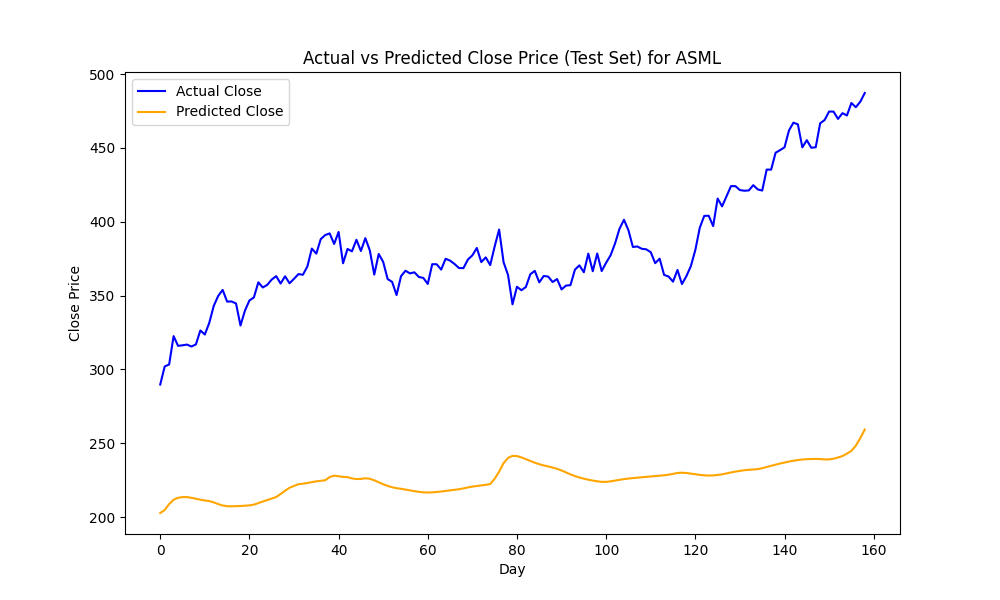 Actual vs Predicted Close Price (Test Set) for ASML
Actual Close
Predicted Close
Close Price
500
450
400
350
300
250
200
0 20 40 60 80 100 120 140 160
Day